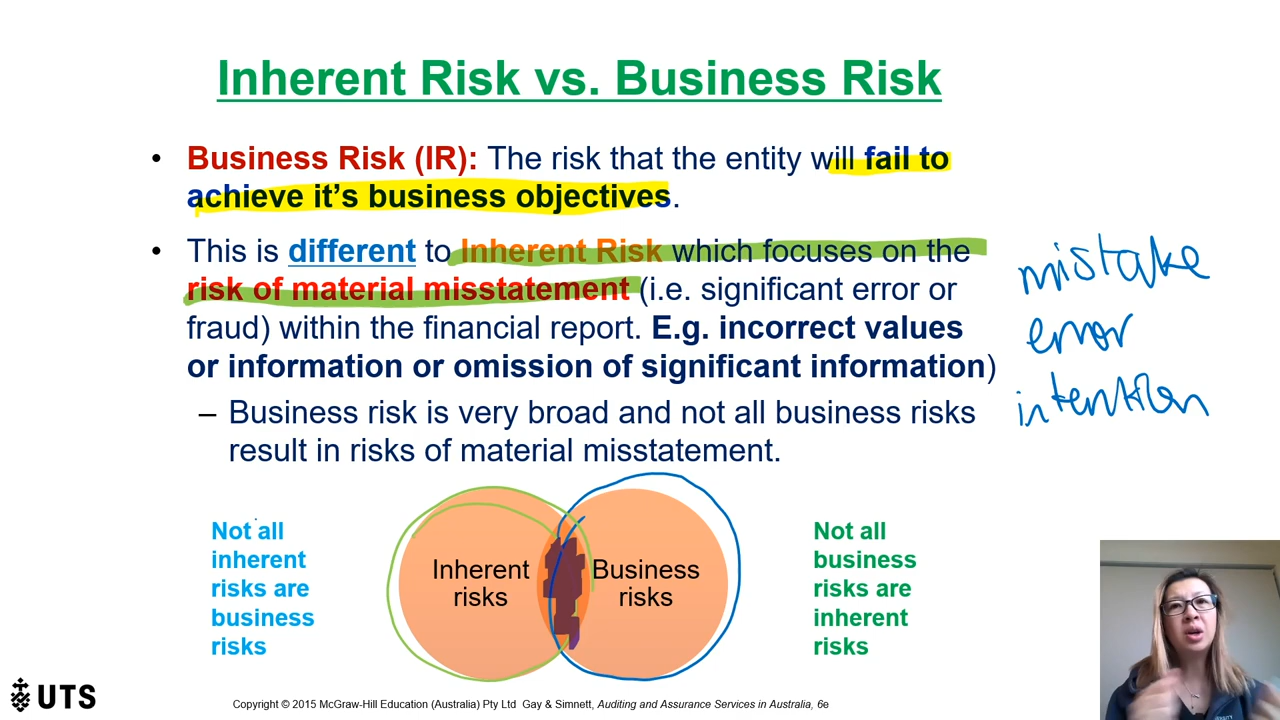 Inherent Risk vs. Business Risk
• Business Risk (IR): The risk that the entity will fail to
achieve it's business objectives.
• This is different to Inherent Risk which focuses on the
risk of material misstatement (i.e. significant error or
fraud) within the financial report. E.g. incorrect values
or information or omission of significant information)
– Business risk is very broad and not all business risks
result in risks of material misstatement.
mistake
error
intention
Not all
inherent
risks are
business
risks
Inherent
risks
Business
risks
Not all
business
risks are
inherent
risks
UTS
Copyright © 2015 McGraw-Hill Education (Australia) Pty Ltd Gay & Simnett, Auditing and Assurance Services in Australia, 6e